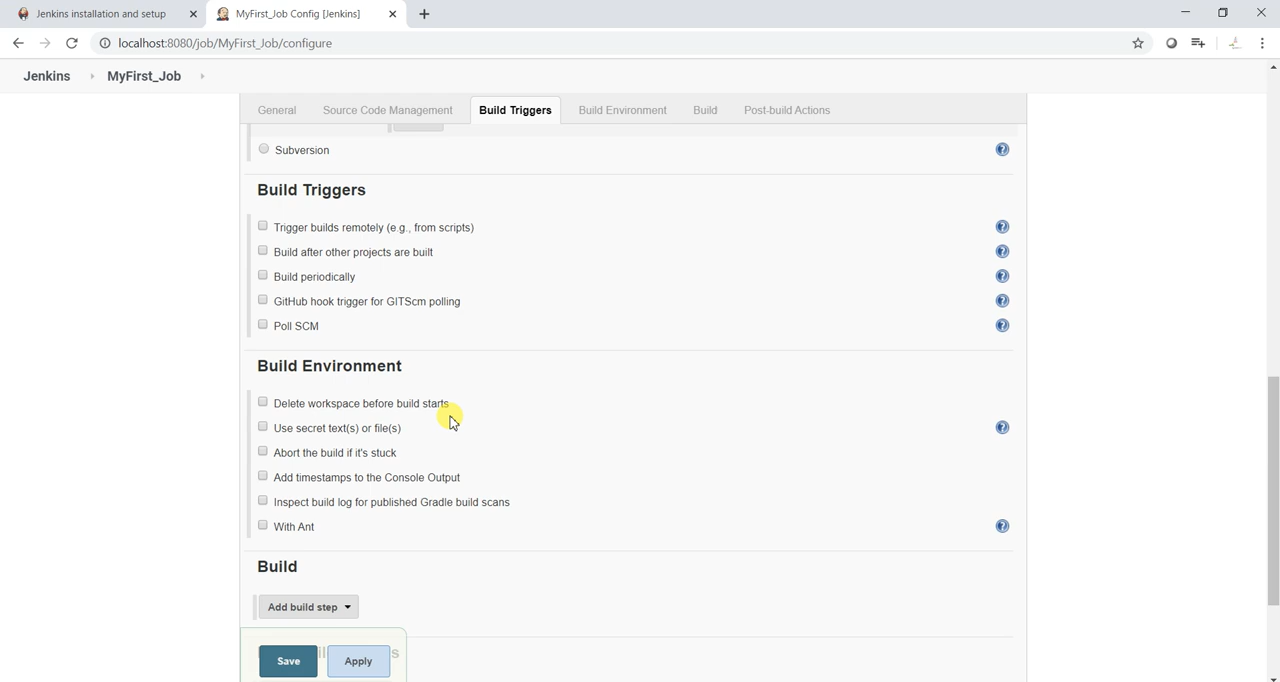 Jenkins installation and setup
MyFirst_Job Config [Jenkins]
localhost:8080/job/MyFirst_Job/configure
Jenkins MyFirst_Job
General Source Code Management Build Triggers Build Environment Build Post-build Actions
Subversion
Build Triggers
Trigger builds remotely (e.g., from scripts)
Build after other projects are built
Build periodically
GitHub hook trigger for GITScm polling
Poll SCM
Build Environment
Delete workspace before build starts
Use secret text(s) or file(s)
Abort the build if it's stuck
Add timestamps to the Console Output
Inspect build log for published Gradle build scans
With Ant
Build
Add build step
Save Apply